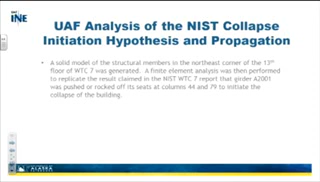 INE
UAF Analysis of the NIST Collapse
Initiation Hypothesis and Propagation
• A solid model of the structural members in the northeast corner of the 13th
floor of WTC 7 was generated. A finite element analysis was then performed
to replicate the result claimed in the NIST WTC 7 report that girder A2001
was pushed or rocked off its seats at columns 44 and 79 to initiate the
collapse of the building.